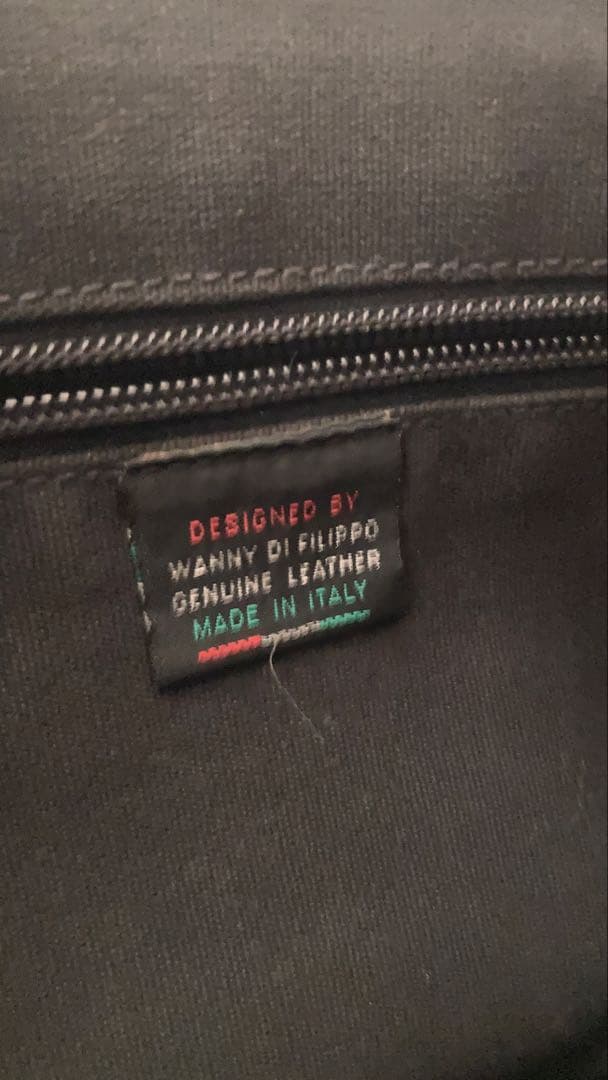 DESIGNED BY
WANNY DI FILIPPO
GENUINE LEATHER
MADE IN ITALY